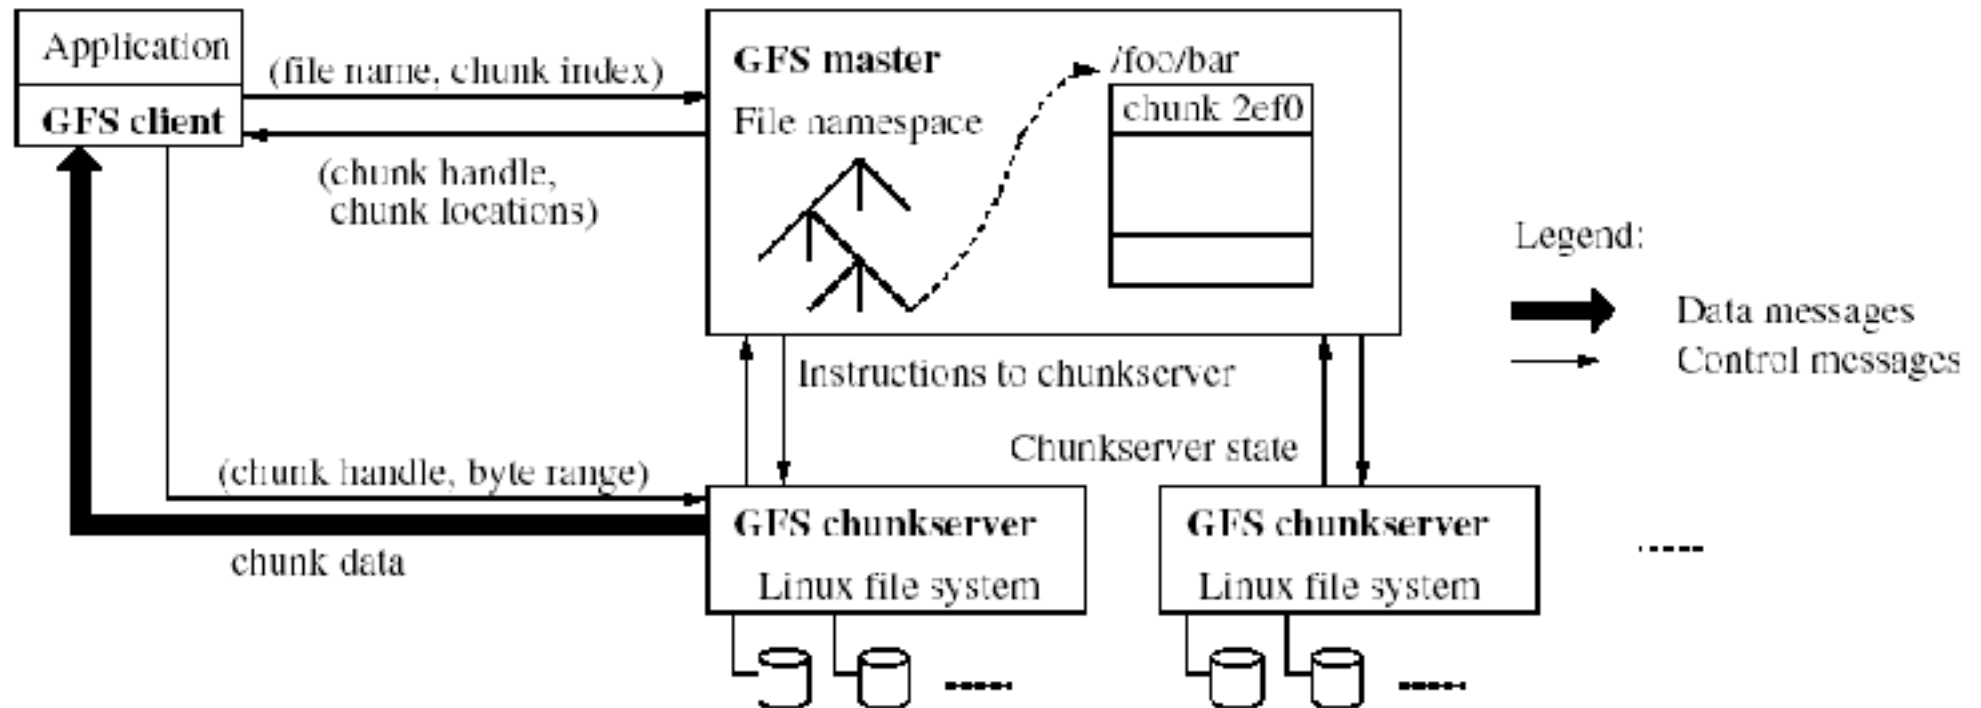 Application
GFS client
(file name, chunk index)
(chunk handle,
chunk locations)
GFS master
File namespace
/foo/bar
chunk 2ef0
Legend:
Data messages
Control messages
Instructions to chunkserver
Chunkserver state
(chunk handle, byte range)
chunk data
GFS chunkserver
Linux file system
GFS chunkserver
Linux file system